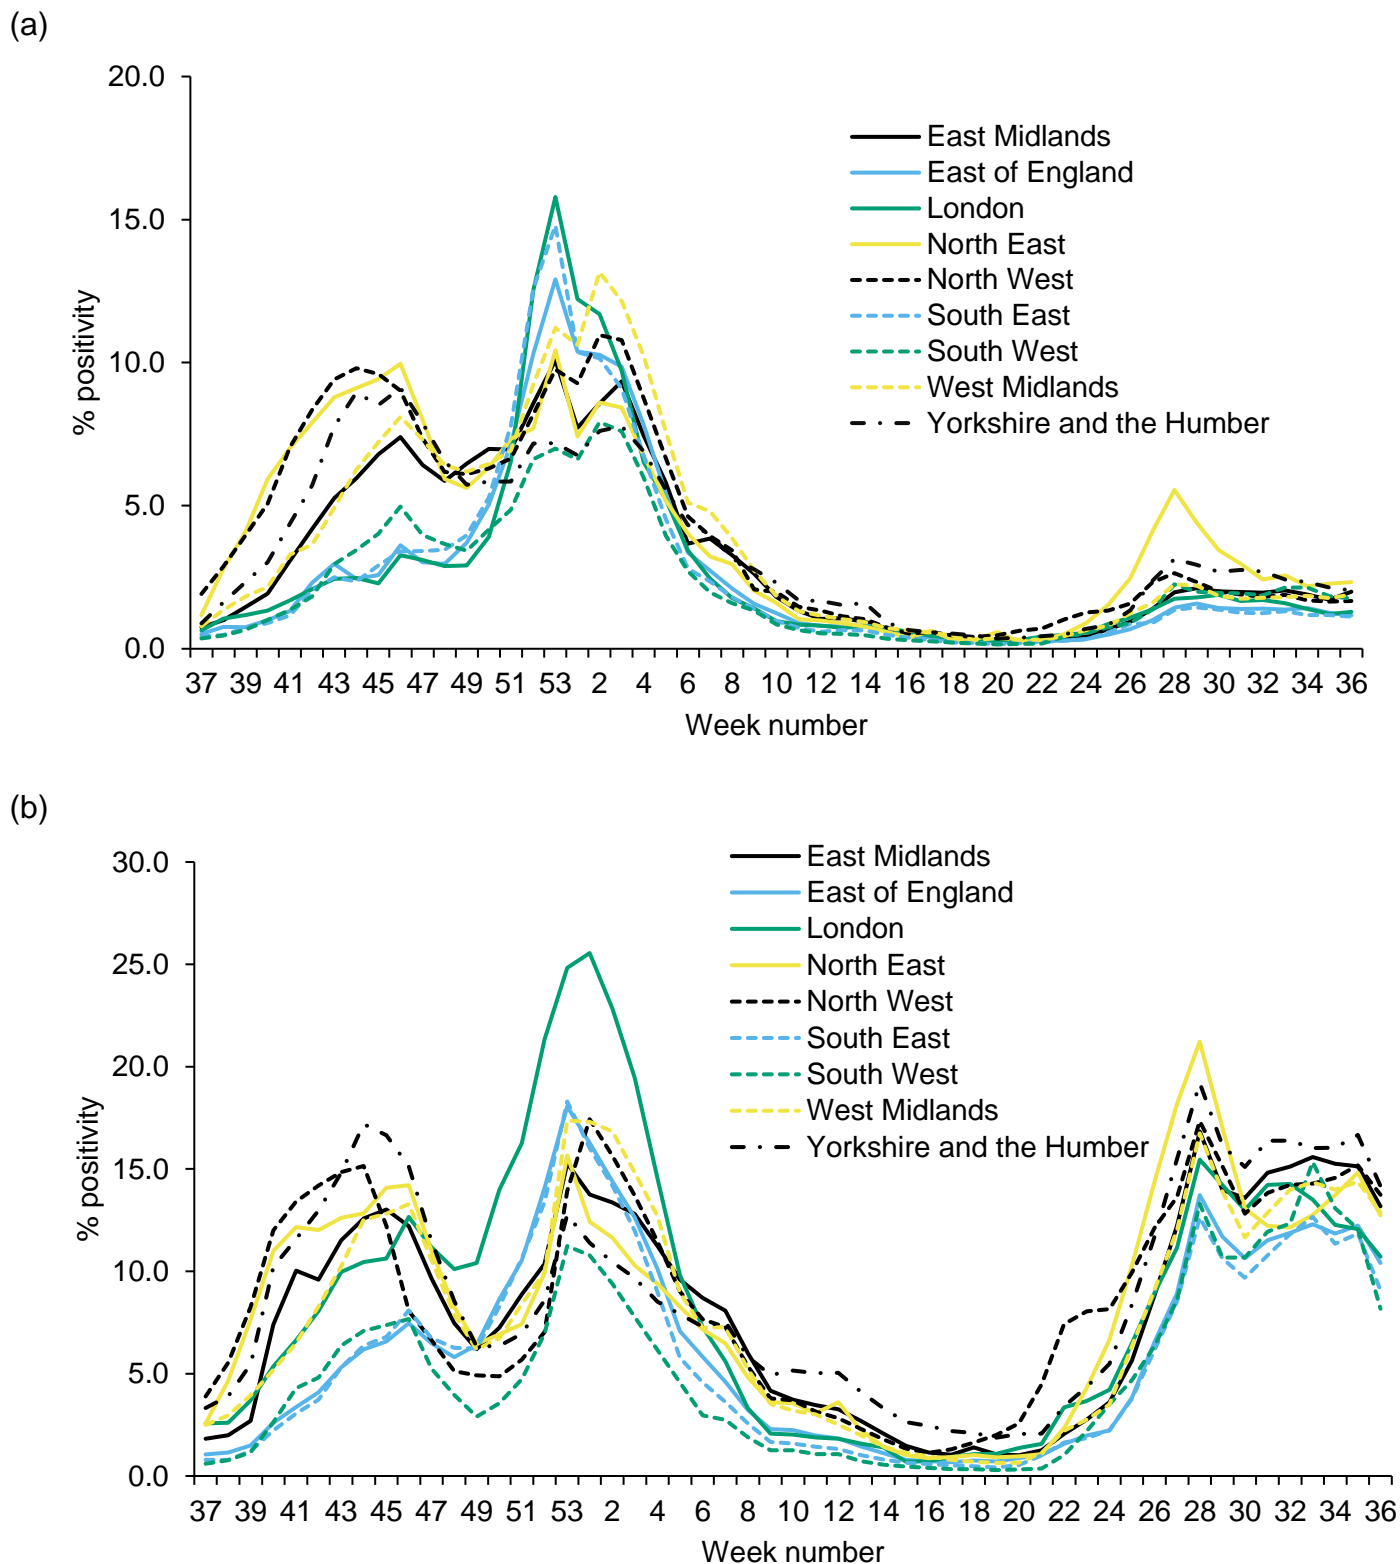 (a)
20.0
15.0
10.0
5.0
0.0
% positivity
East Midlands
East of England
London
North East
North West
South East
South West
West Midlands
Yorkshire and the Humber
37 39 41 43 45 47 49 51 53 2 4 6 8 10 12 14 16 18 20 22 24 26 28 30 32 34 36
Week number
(b)
30.0
25.0
20.0
15.0
10.0
5.0
0.0
% positivity
East Midlands
East of England
London
North East
North West
South East
South West
West Midlands
Yorkshire and the Humber
37 39 41 43 45 47 49 51 53 2 4 6 8 10 12 14 16 18 20 22 24 26 28 30 32 34 36
Week number